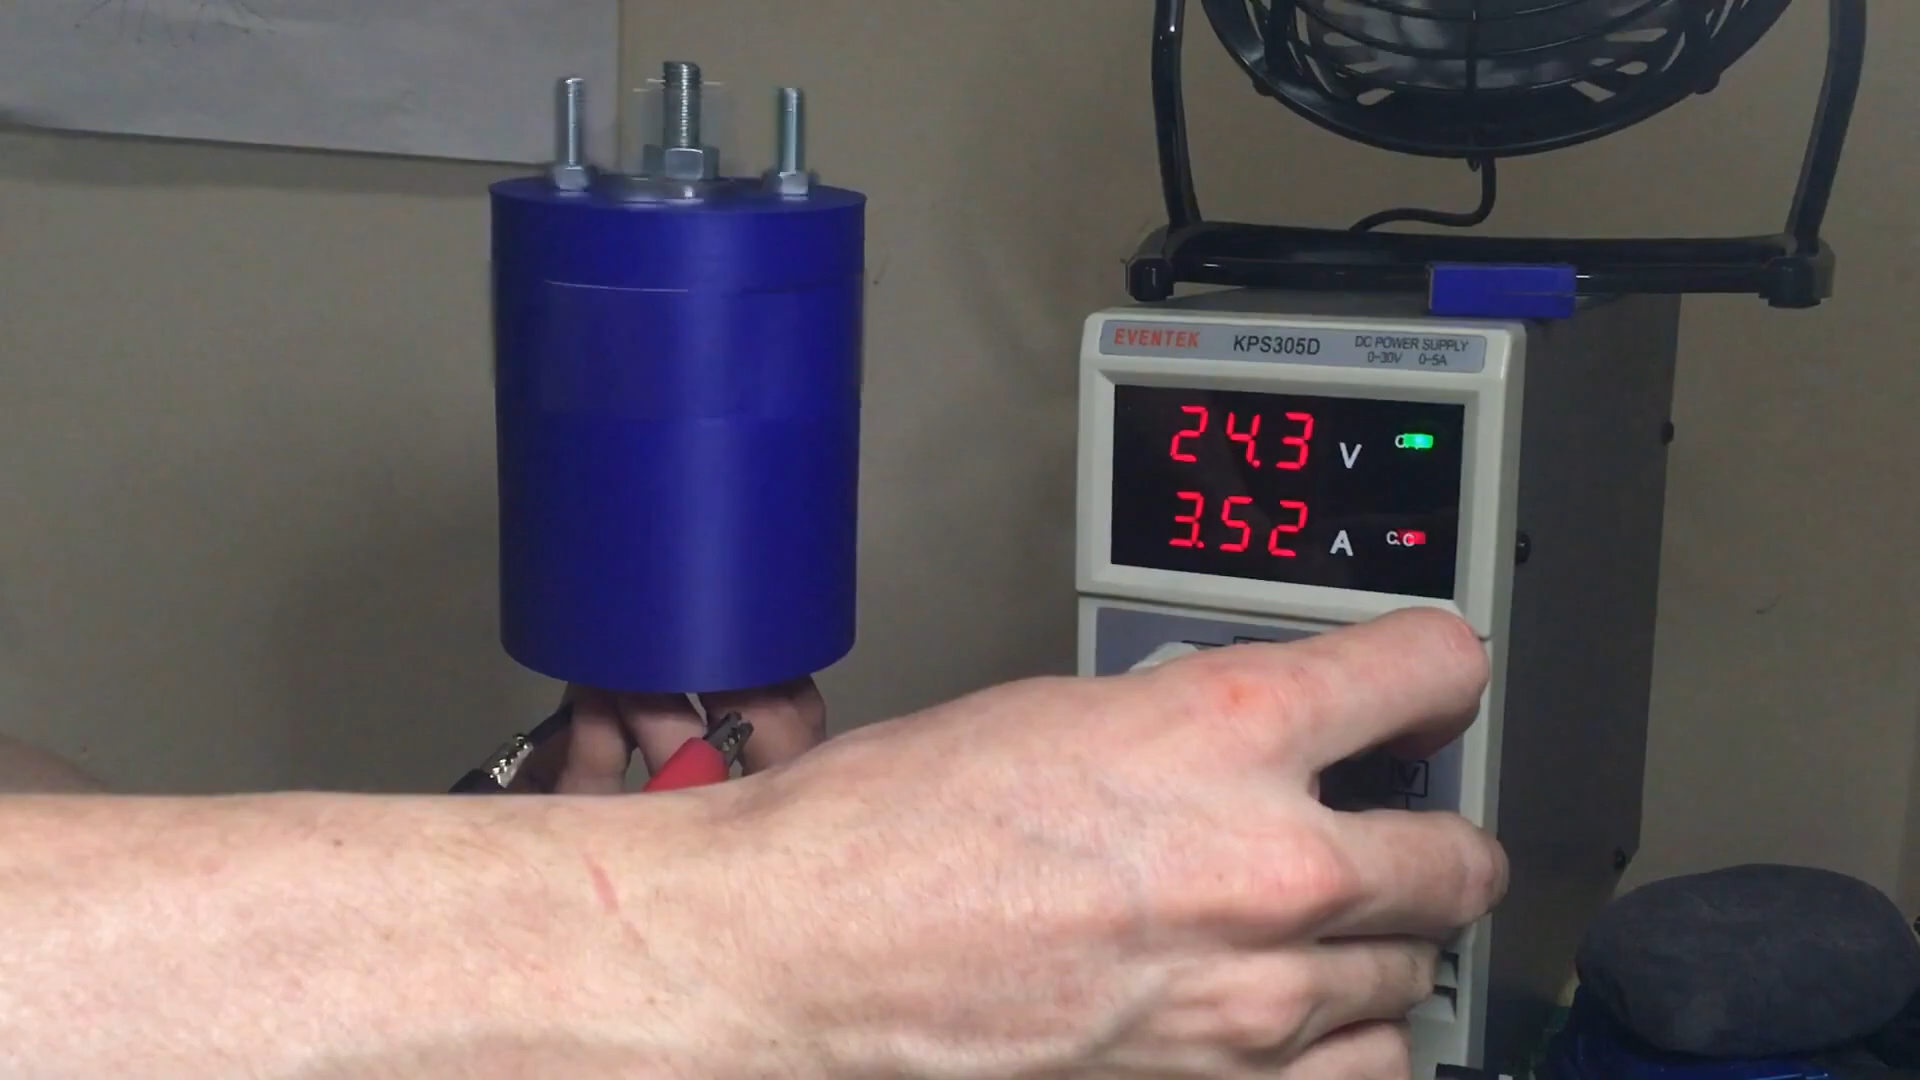 EVENTEK KPS305D DC POWER SUPPLY
0~30V 0~5A
24.3 V
3.52 A C.C
V